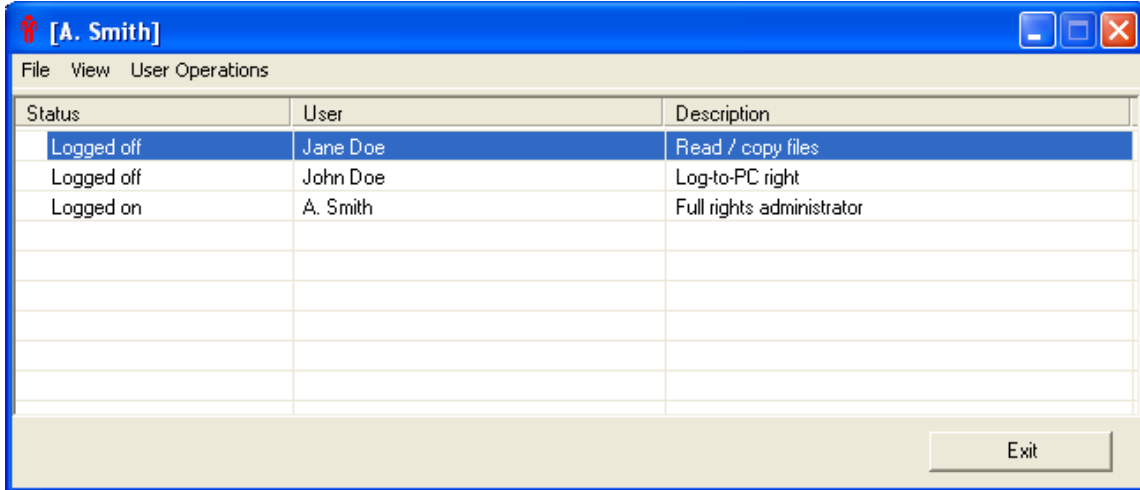 [A. Smith]
File View User Operations
Status User Description
Logged off Jane Doe Read / copy files
Logged off John Doe Log-to-PC right
Logged on A. Smith Full rights administrator
Exit